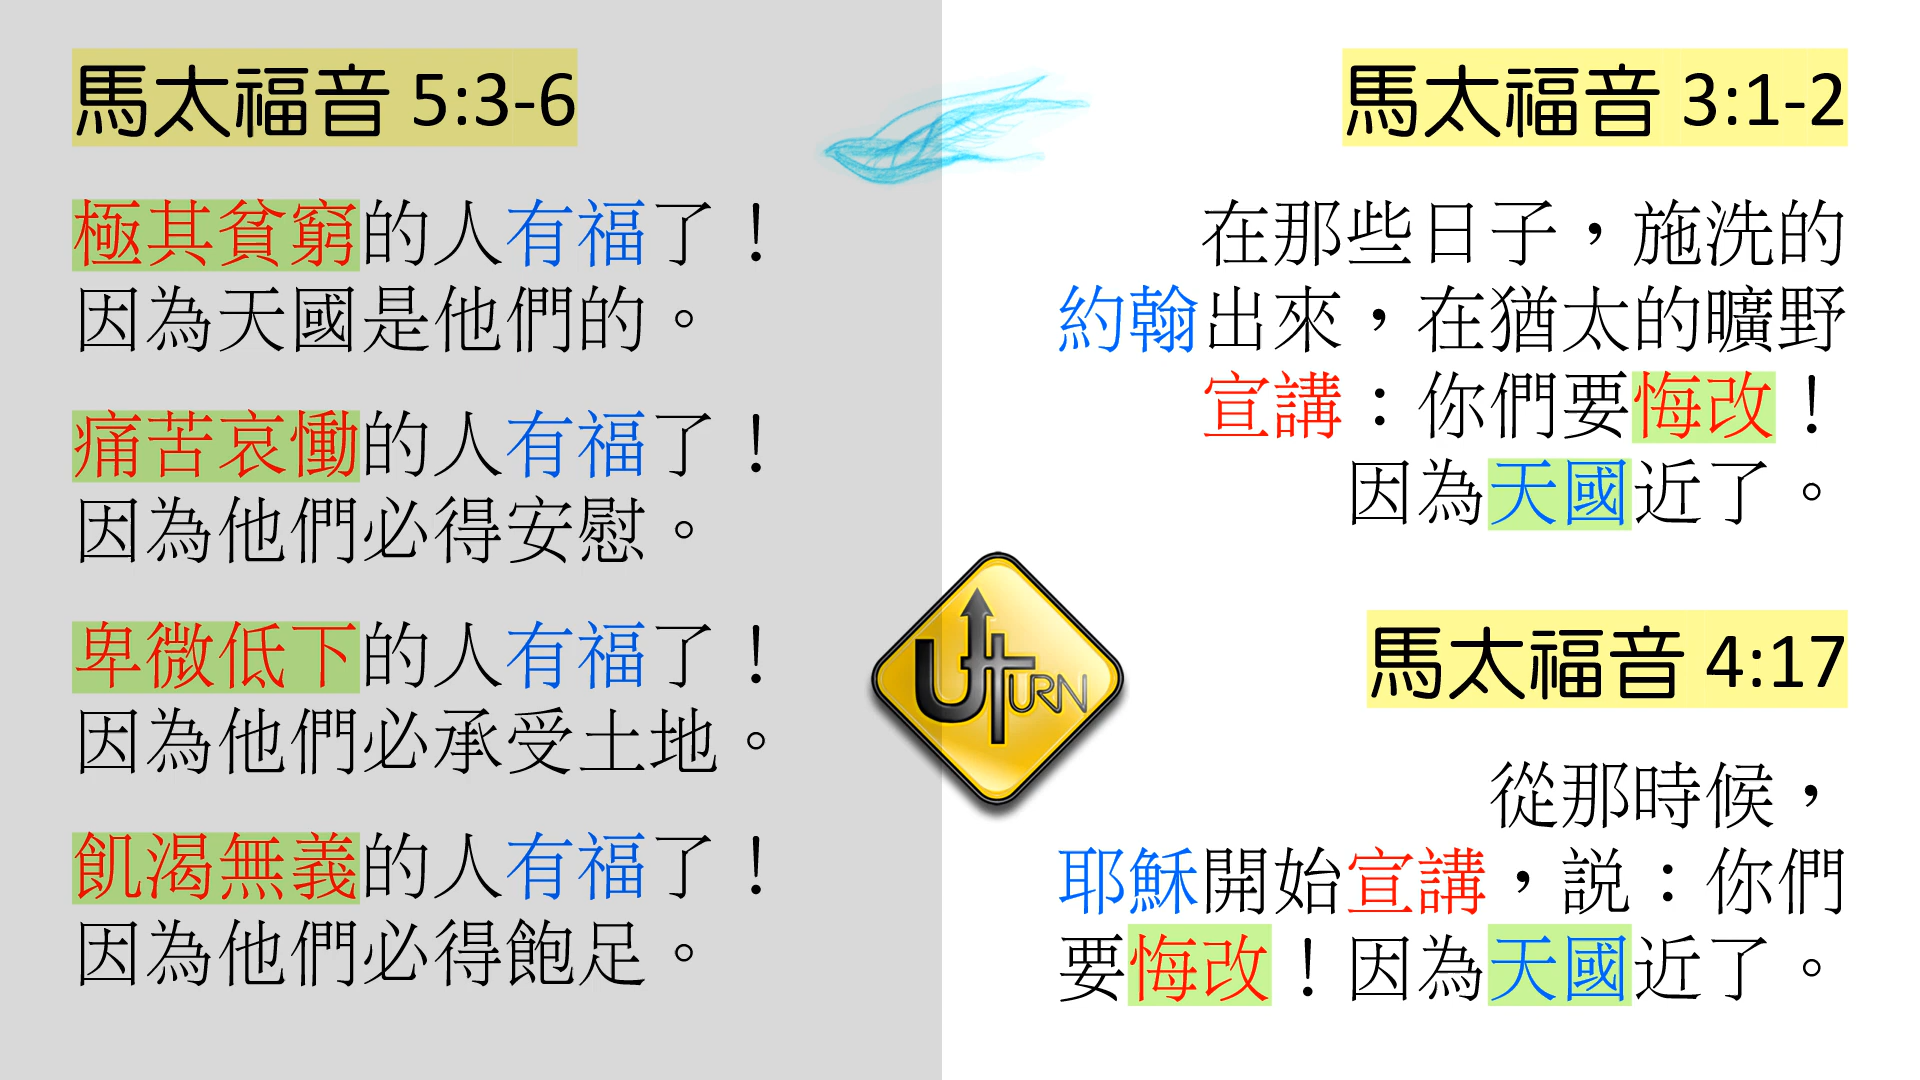 馬太福音 5:3-6
極其貧窮的人有福了！
因為天國是他們的。
痛苦哀慟的人有福了！
因為他們必得安慰。
卑微低下的人有福了！
因為他們必承受土地。
飢渴無義的人有福了！
因為他們必得飽足。
U TURN
馬太福音 3:1-2
在那些日子，施洗的
約翰出來，在猶太的曠野
宣講：你們要悔改！
因為天國近了。
馬太福音 4:17
從那時候，
耶穌開始宣講，説：你們
要悔改！因為天國近了。